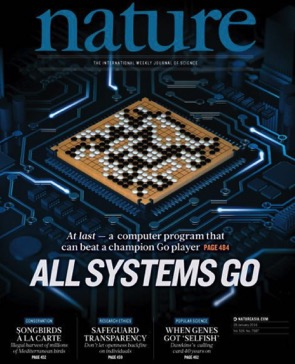 nature
THE INTERNATIONAL WEEKLY JOURNAL OF SCIENCE
At last — a computer program that
can beat a champion Go player PAGE 484
ALL SYSTEMS GO
CONSERVATION
SONGBIRDS
À LA CARTE
Illegal harvest of millions
of Mediterranean birds
PAGE 452
RESEARCH ETHICS
SAFEGUARD
TRANSPARENCY
Don't let openness backfire
on individuals
PAGE 459
POPULAR SCIENCE
WHEN GENES
GOT 'SELFISH'
Dawkins's calling
card 40 years on
PAGE 462
NATUREASIA.COM
28 January 2016
Vol. 529, No. 7587